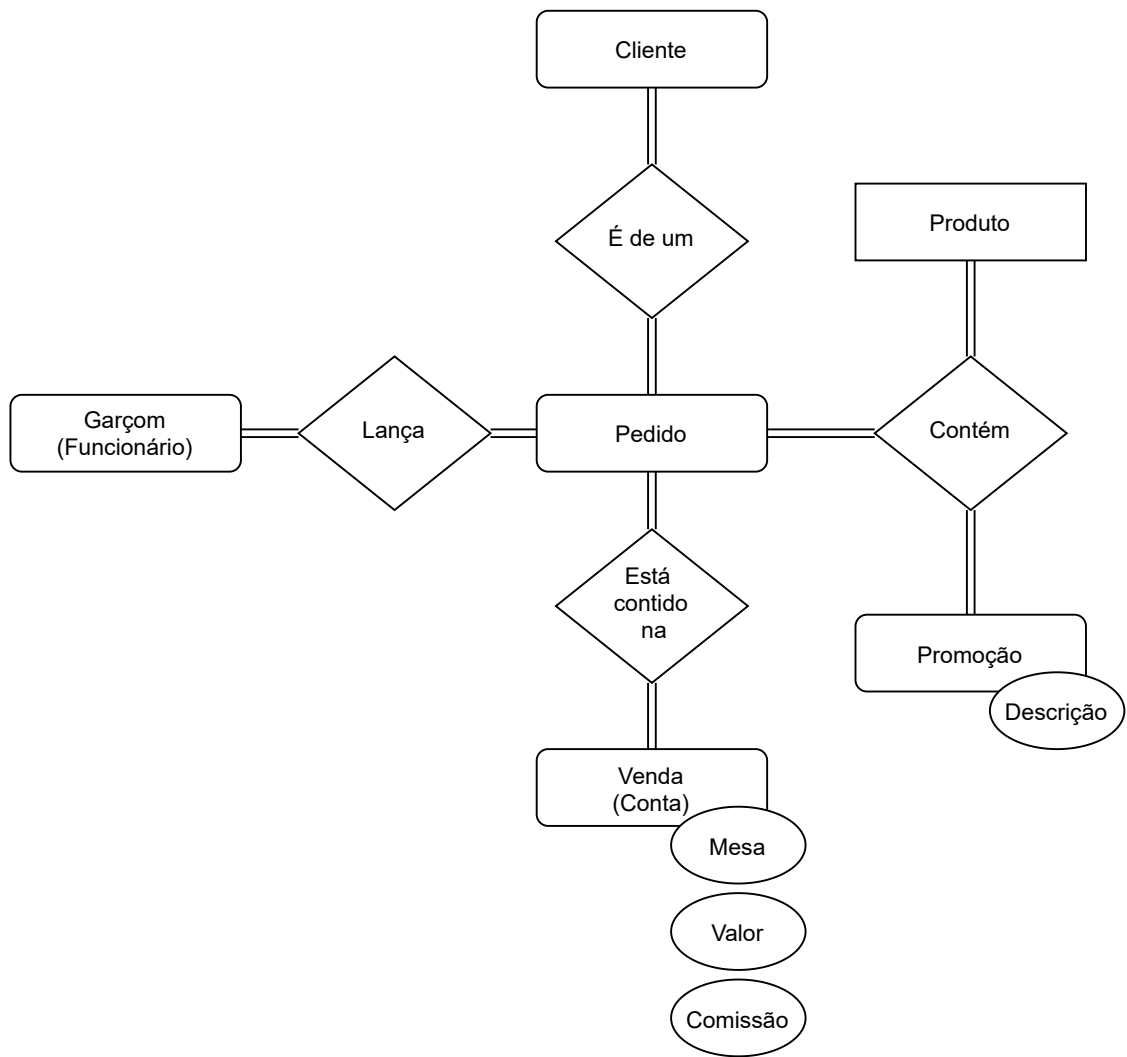 Cliente
É de um
Produto
Garçom
(Funcionário)
Lança
Pedido
Contém
Está
contido
na
Promoção
Descrição
Venda
(Conta)
Mesa
Valor
Comissão